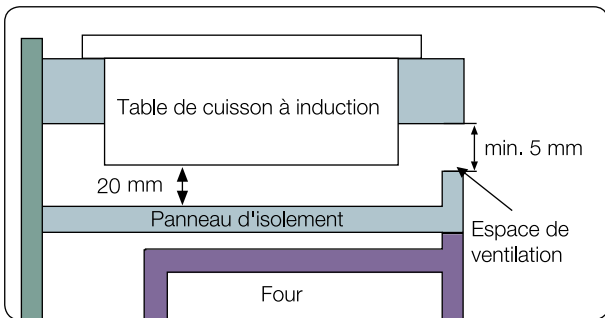 Table de cuisson à induction
min. 5 mm
20 mm
Panneau d'isolement
Espace de
ventilation
Four